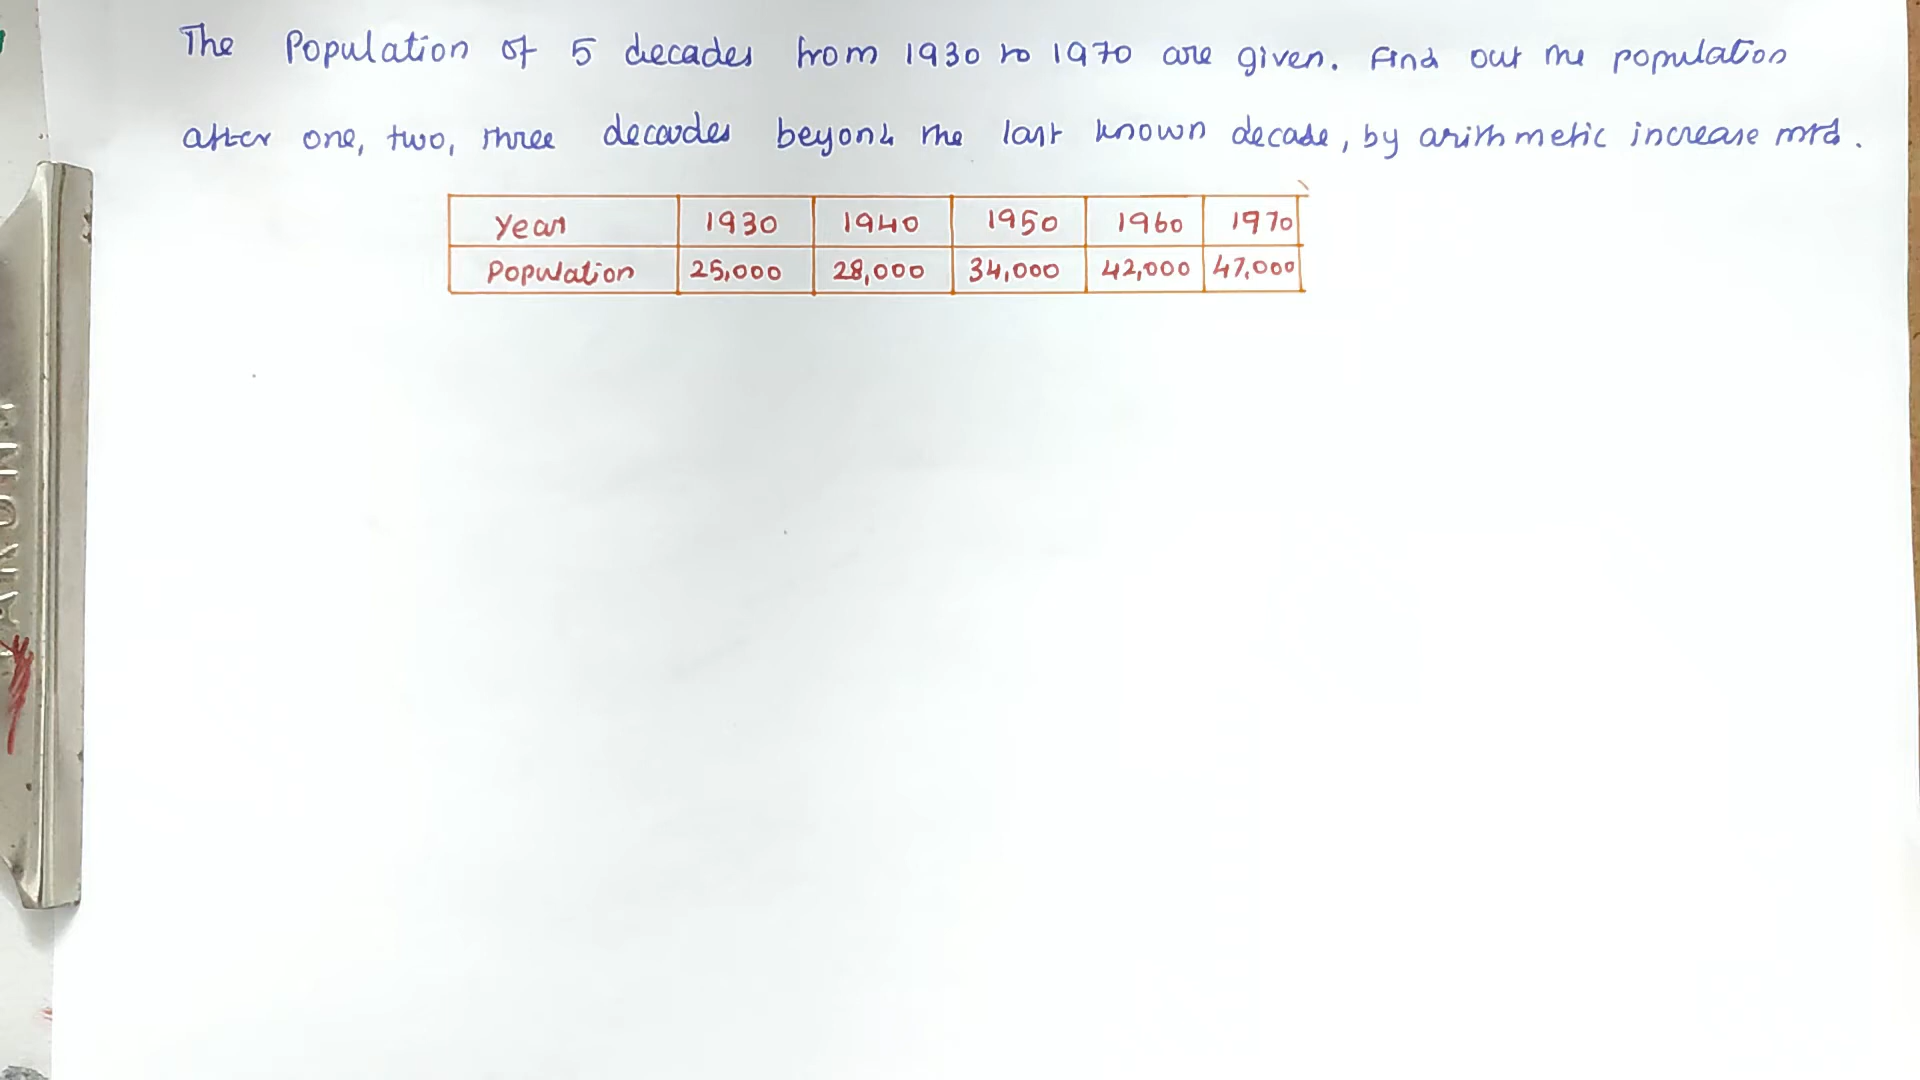 The Population of 5 decades from 1930 to 1970 are given. Find out the population
after one, two, three decades beyond the last known decade, by arithmetic increase mtd.
Year 1930 1940 1950 1960 1970
Population 25,000 28,000 34,000 42,000 47,000